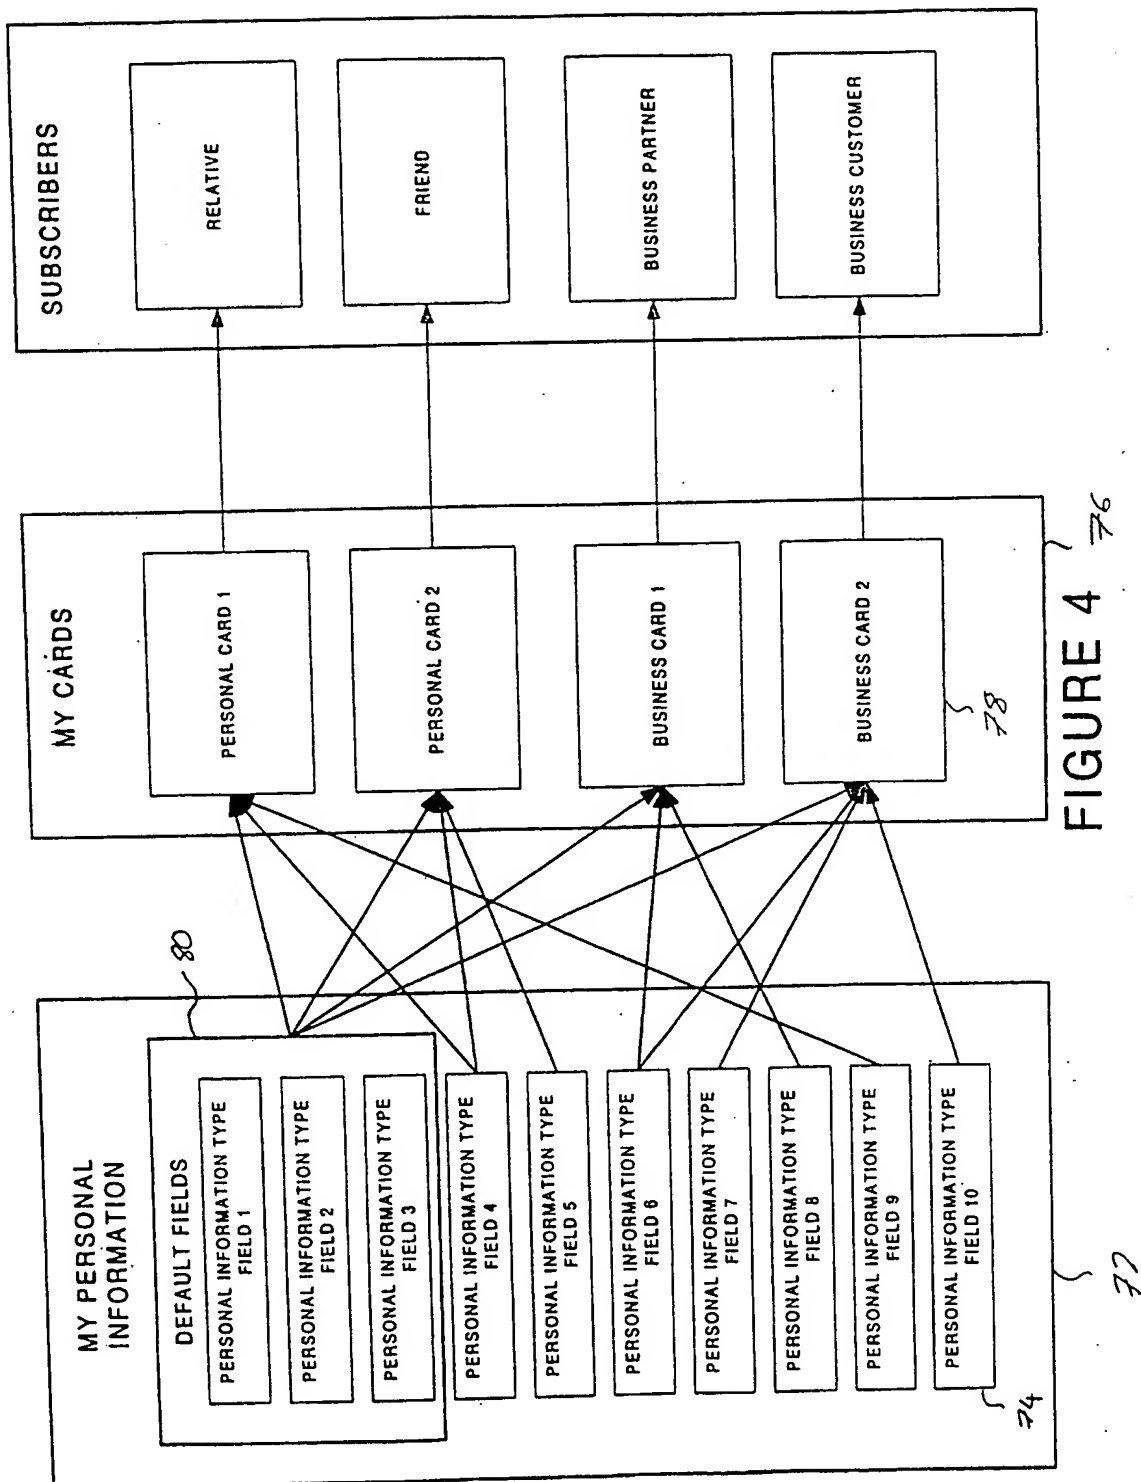 MY PERSONAL
INFORMATION
DEFAULT FIELDS
PERSONAL INFORMATION TYPE
FIELD 1
PERSONAL INFORMATION TYPE
FIELD 2
PERSONAL INFORMATION TYPE
FIELD 3
PERSONAL INFORMATION TYPE
FIELD 4
PERSONAL INFORMATION TYPE
FIELD 5
PERSONAL INFORMATION TYPE
FIELD 6
PERSONAL INFORMATION TYPE
FIELD 7
PERSONAL INFORMATION TYPE
FIELD 8
PERSONAL INFORMATION TYPE
FIELD 9
PERSONAL INFORMATION TYPE
FIELD 10
74
80
MY CARDS
PERSONAL CARD 1
PERSONAL CARD 2
BUSINESS CARD 1
BUSINESS CARD 2
78
76
SUBSCRIBERS
RELATIVE
FRIEND
BUSINESS PARTNER
BUSINESS CUSTOMER
FIGURE 4